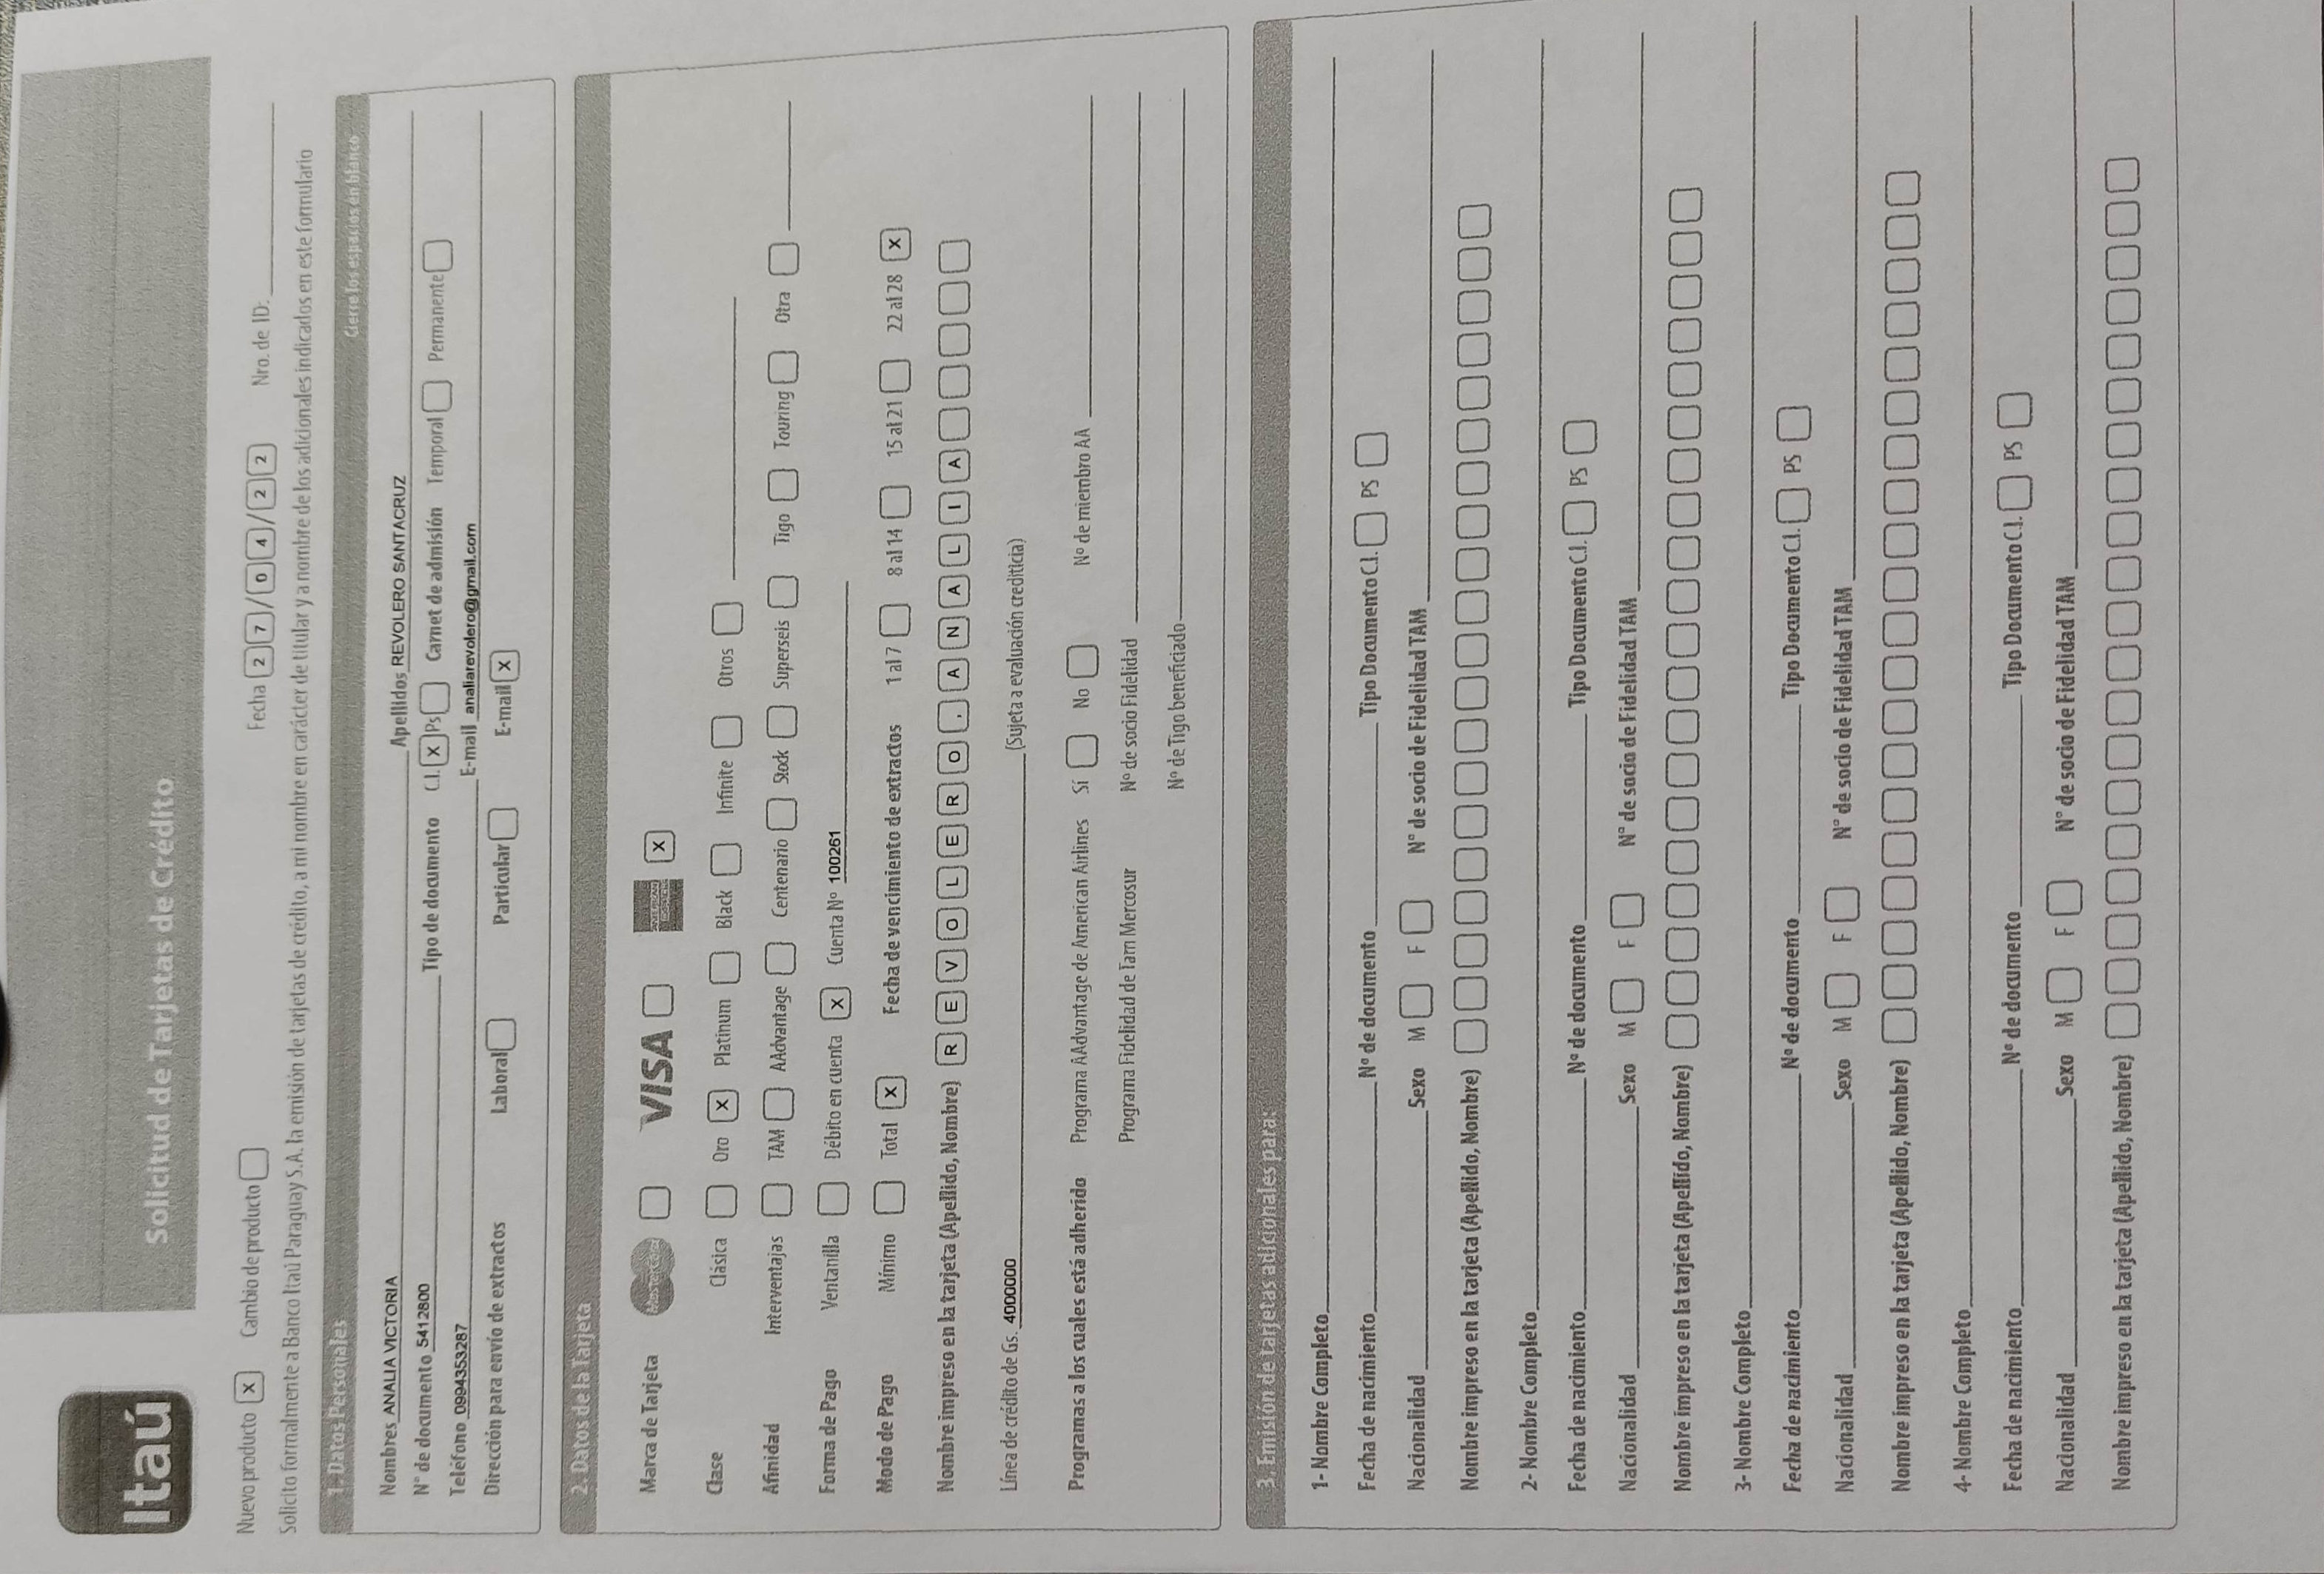 Itaú
Solicitud de Tarjetas de Crédito
Nuevo producto X Cambio de producto Fecha 2 7 / 0 4 / 2 2 Nro. de ID:
Solicito formalmente a Banco Itaú Paraguay S.A. la emisión de tarjetas de crédito, a mi nombre en carácter de titular y a nombre de los adicionales indicados en este formulario
1. Datos Personales Cierre los espacios en blanco
Nombres ANALIA VICTORIA Apellidos REVOLERO SANTACRUZ
N° de documento 5412800 Tipo de documento C.I. X Ps Carnet de admisión Temporal Permanente
Teléfono 0994353287 E-mail analiarevolero@gmail.com
Dirección para envío de extractos Laboral Particular E-mail X
2. Datos de la Tarjeta
Marca de Tarjeta MasterCard VISA AMERICAN EXPRESS X
Clase Clásica Oro X Platinum Black Infinite Otros
Afinidad Interventajas TAM AAdvantage Centenario Stock Superseis Tigo Touring Otra
Forma de Pago Ventanilla Débito en cuenta X Cuenta Nº 100261
Modo de Pago Mínimo Total X Fecha de vencimiento de extractos 1 al 7 8 al 14 15 al 21 22 al 28 X
Nombre impreso en la tarjeta (Apellido, Nombre) R E V O L E R O , A N A L I A
Línea de crédito de Gs. 4000000 (Sujeta a evaluación crediticia)
Programas a los cuales está adherido Programa AAdvantage de American Airlines Sí No Nº de miembro AA
Programa Fidelidad de Tam Mercosur Nº de socio Fidelidad
Nº de Tigo beneficiado
3. Emisión de tarjetas adicionales para:
1- Nombre Completo
Fecha de nacimiento Nº de documento Tipo Documento C.I. PS
Nacionalidad Sexo M F N° de socio de Fidelidad TAM
Nombre impreso en la tarjeta (Apellido, Nombre)
2- Nombre Completo
Fecha de nacimiento Nº de documento Tipo Documento C.I. PS
Nacionalidad Sexo M F N° de socio de Fidelidad TAM
Nombre impreso en la tarjeta (Apellido, Nombre)
3- Nombre Completo
Fecha de nacimiento Nº de documento Tipo Documento C.I. PS
Nacionalidad Sexo M F N° de socio de Fidelidad TAM
Nombre impreso en la tarjeta (Apellido, Nombre)
4- Nombre Completo
Fecha de nacimiento Nº de documento Tipo Documento C.I. PS
Nacionalidad Sexo M F N° de socio de Fidelidad TAM
Nombre impreso en la tarjeta (Apellido, Nombre)